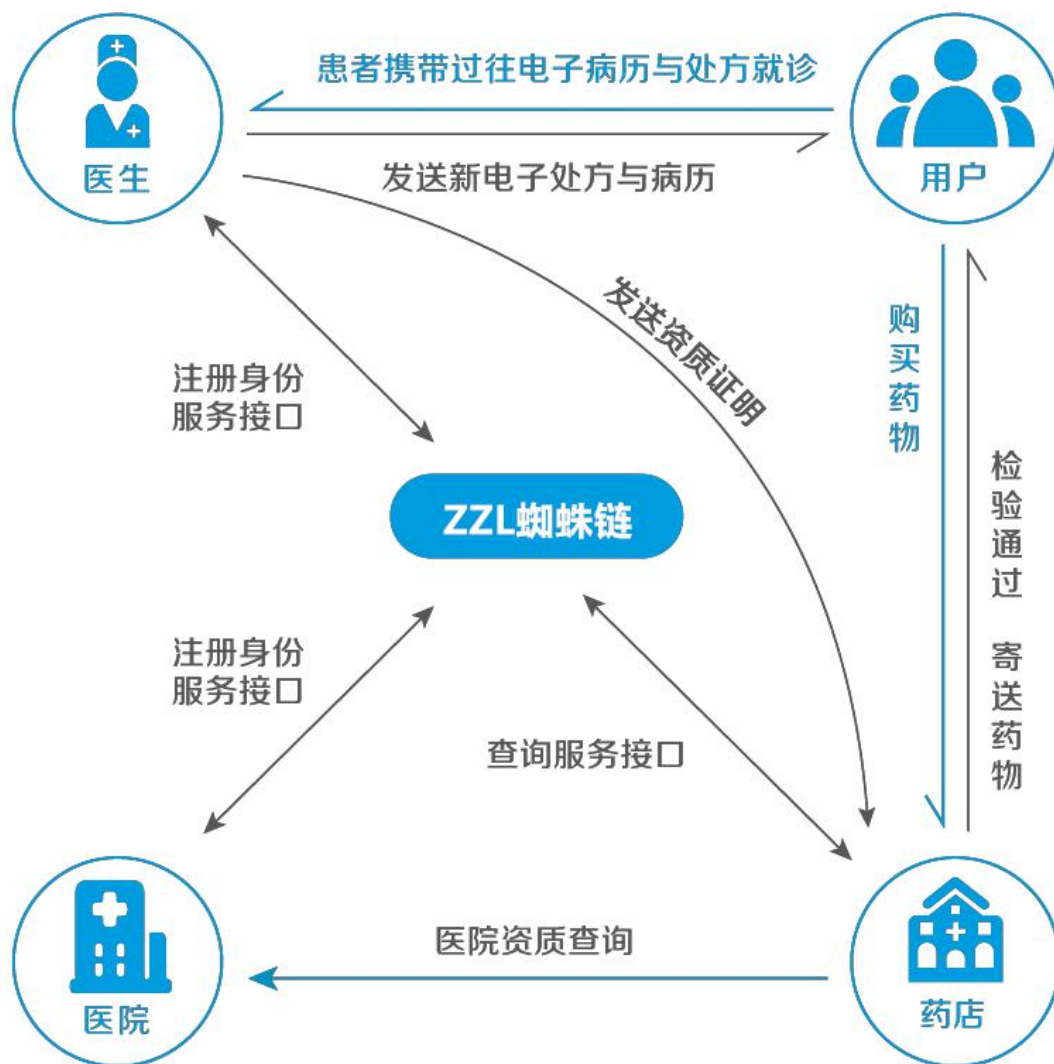 患者携带过往电子病历与处方就诊
医生
发送新电子处方与病历
用户
发送资质证明
购买药物
注册身份
服务接口
检验通过 寄送药物
ZZL蜘蛛链
注册身份
服务接口
查询服务接口
医院资质查询
医院
药店